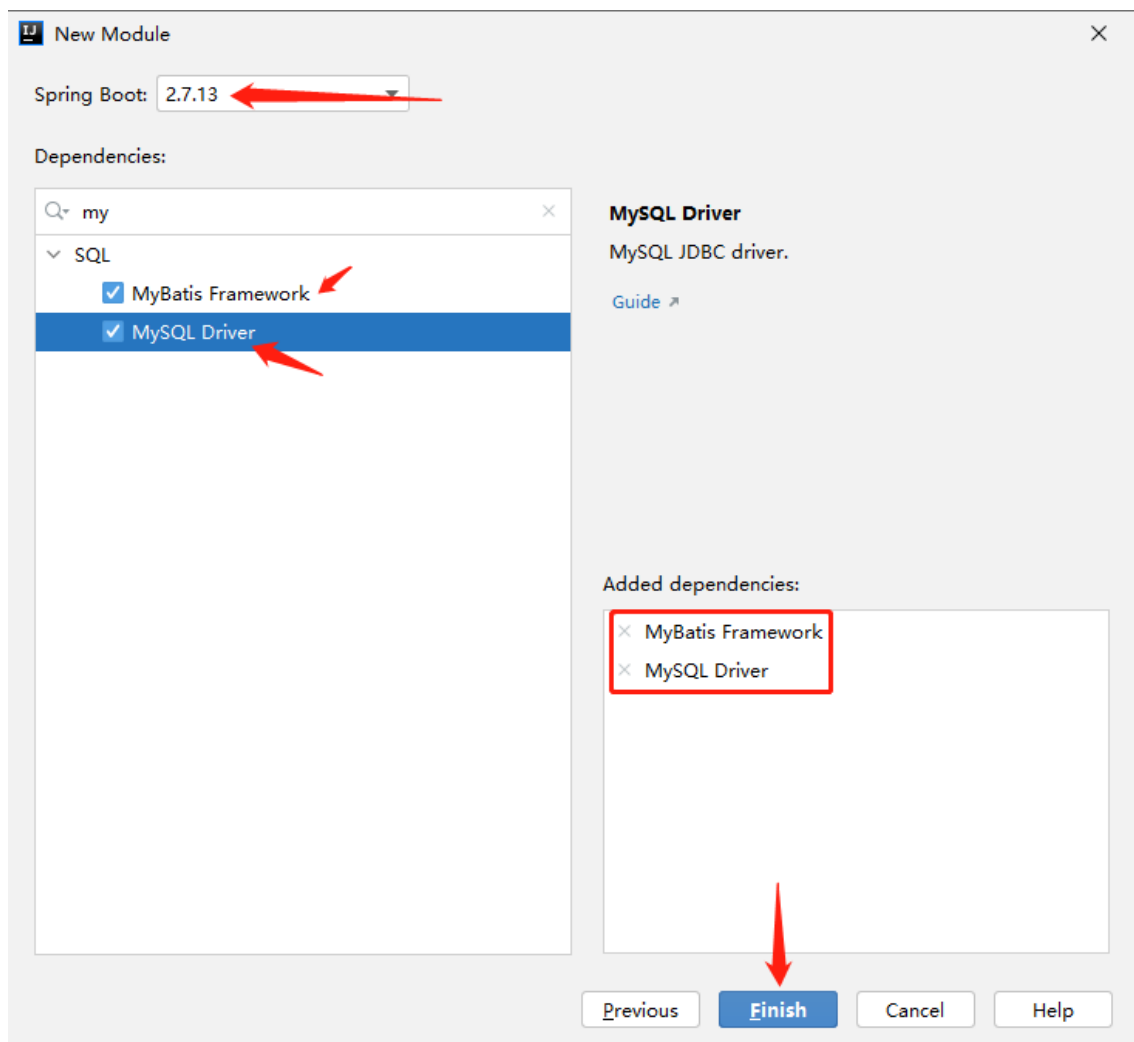 New Module
Spring Boot: 2.7.13
Dependencies:
my
SQL
MyBatis Framework
MySQL Driver
MySQL Driver
MySQL JDBC driver.
Guide
Added dependencies:
MyBatis Framework
MySQL Driver
Previous Finish Cancel Help